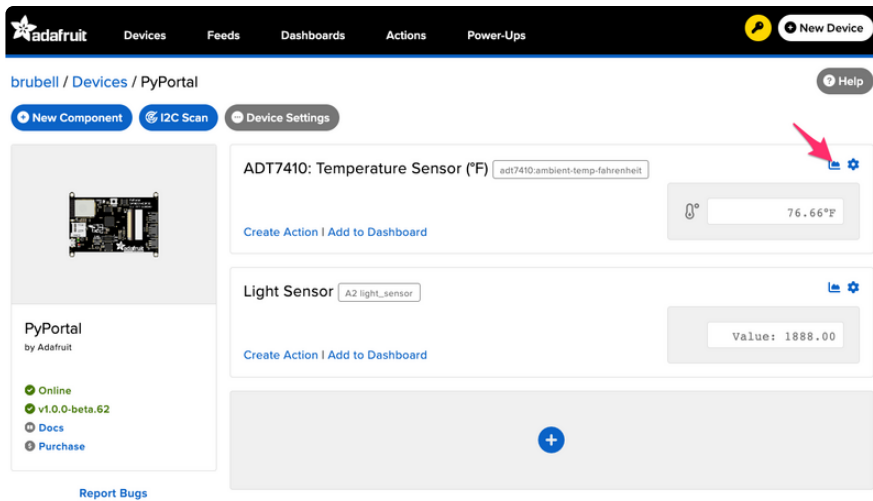 adafruit Devices Feeds Dashboards Actions Power-Ups New Device
brubell / Devices / PyPortal Help
New Component I2C Scan Device Settings
ADT7410: Temperature Sensor (°F) adt7410:ambient-temp-fahrenheit
76.66°F
Create Action | Add to Dashboard
Light Sensor A2 light_sensor
Value: 1888.00
Create Action | Add to Dashboard
PyPortal
by Adafruit
Online
v1.0.0-beta.62
Docs
Purchase
Report Bugs